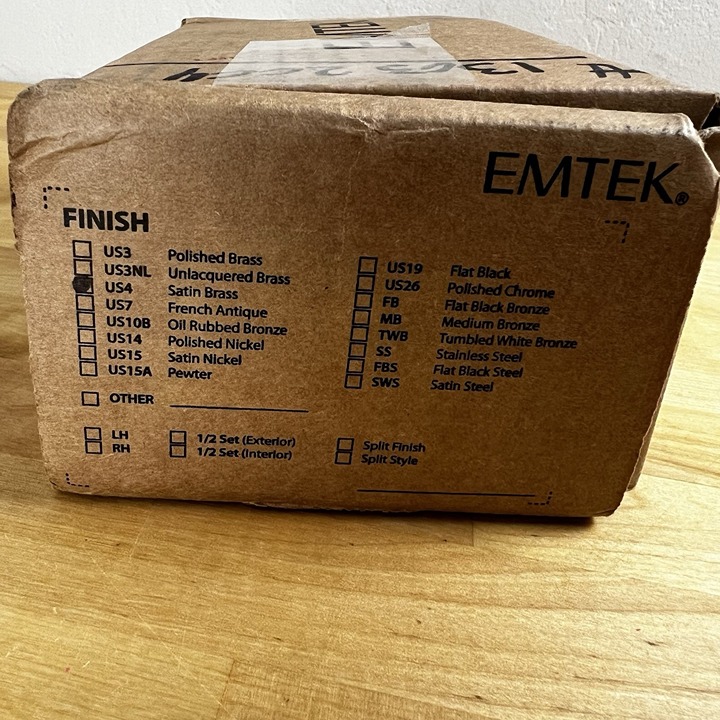 # 13653 2554
EMTEK®
FINISH
US3 Polished Brass
US3NL Unlacquered Brass
US4 Satin Brass
US7 French Antique
US10B Oil Rubbed Bronze
US14 Polished Nickel
US15 Satin Nickel
US15A Pewter
US19 Flat Black
US26 Polished Chrome
FB Flat Black Bronze
MB Medium Bronze
TWB Tumbled White Bronze
SS Stainless Steel
FBS Flat Black Steel
SWS Satin Steel
OTHER
LH
RH
1/2 Set (Exterior)
1/2 Set (Interior)
Split Finish
Split Style